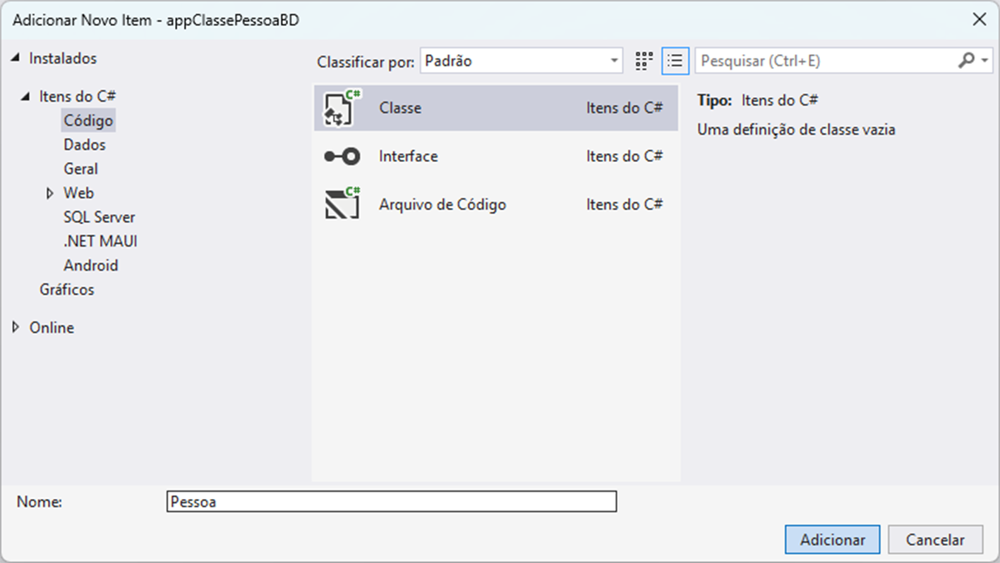 Adicionar Novo Item - appClassePessoaBD
Instalados
Itens do C#
Código
Dados
Geral
Web
SQL Server
.NET MAUI
Android
Gráficos
Online
Classificar por: Padrão
Pesquisar (Ctrl+E)
C# Classe Itens do C#
Interface Itens do C#
C# Arquivo de Código Itens do C#
Tipo: Itens do C#
Uma definição de classe vazia
Nome: Pessoa
Adicionar Cancelar